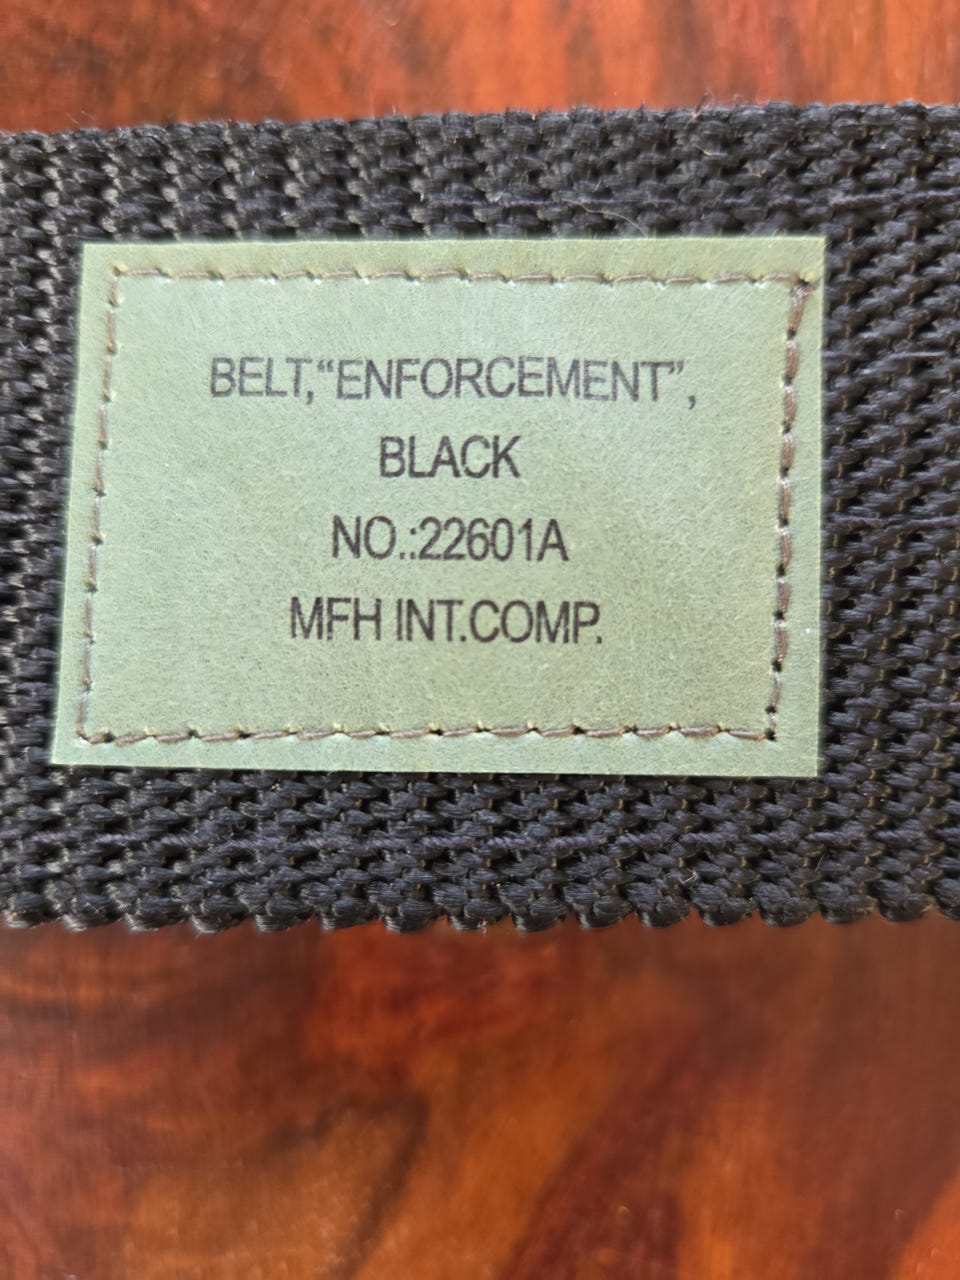 BELT,“ENFORCEMENT”,
BLACK
NO.:22601A
MFH INT.COMP.